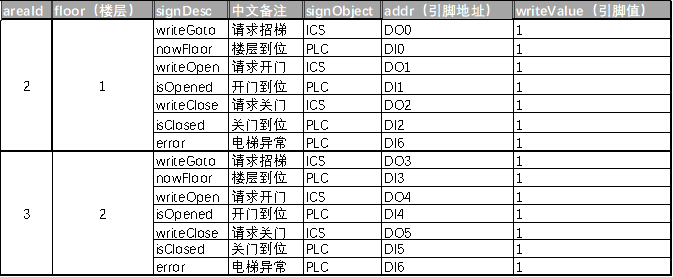 areaId floor（楼层） signDesc 中文备注 signObject addr（引脚地址） writeValue（引脚值）
2 1
writeGoto 请求招梯 ICS DO0 1
nowFloor 楼层到位 PLC DI0 1
writeOpen 请求开门 ICS DO1 1
isOpened 开门到位 PLC DI1 1
writeClose 请求关门 ICS DO2 1
isClosed 关门到位 PLC DI2 1
error 电梯异常 PLC DI6 1
3 2
writeGoto 请求招梯 ICS DO3 1
nowFloor 楼层到位 PLC DI3 1
writeOpen 请求开门 ICS DO4 1
isOpened 开门到位 PLC DI4 1
writeClose 请求关门 ICS DO5 1
isClosed 关门到位 PLC DI5 1
error 电梯异常 PLC DI6 1